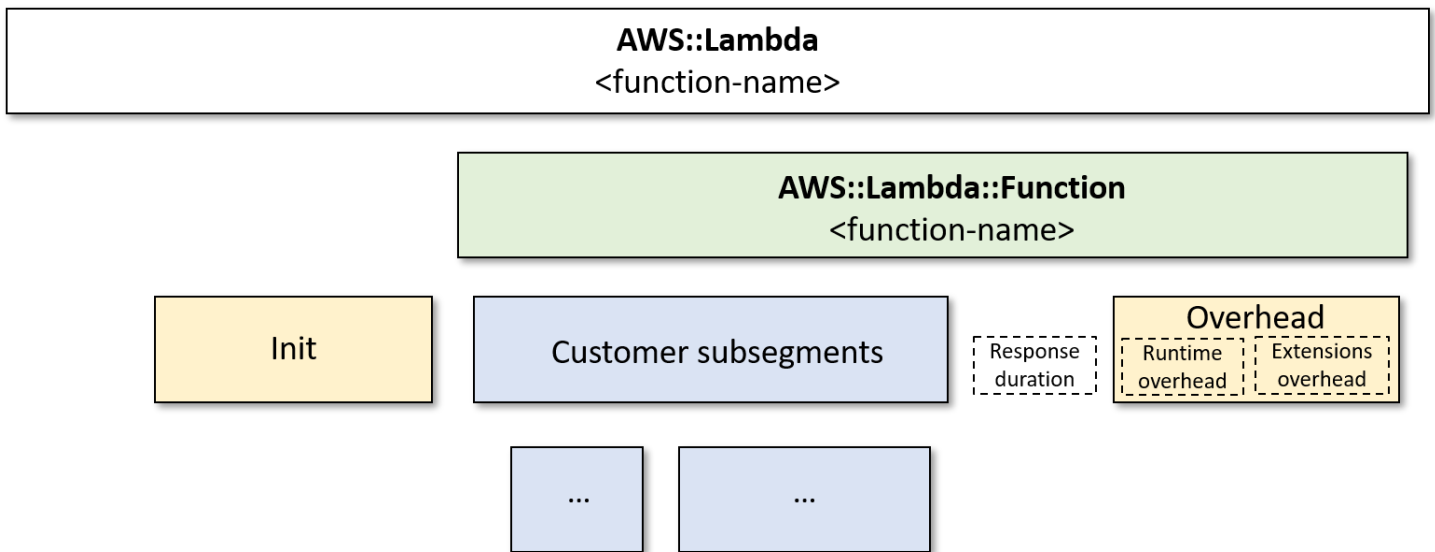 AWS::Lambda
<function-name>
AWS::Lambda::Function
<function-name>
Init
Customer subsegments
Response
duration
Overhead
Runtime
overhead
Extensions
overhead
...
...